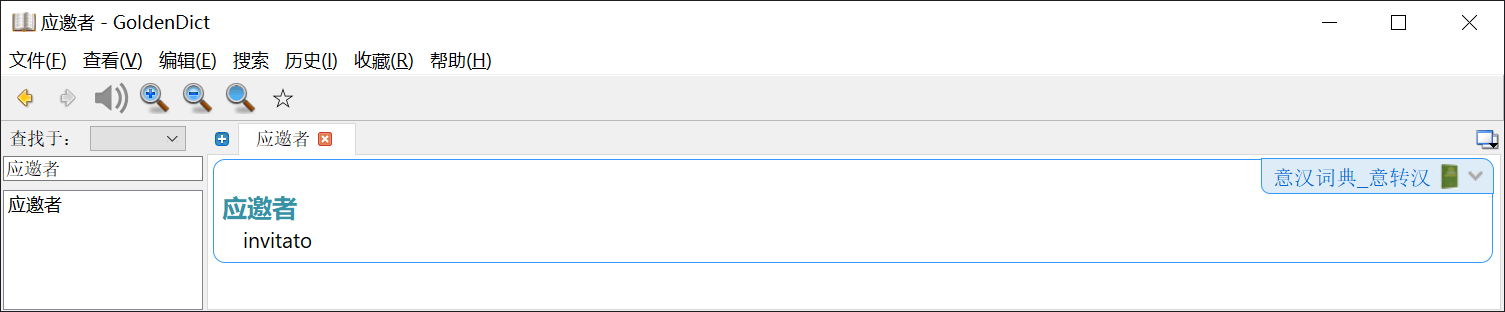 应邀者 - GoldenDict
文件(F) 查看(V) 编辑(E) 搜索 历史(I) 收藏(R) 帮助(H)
查找于:
应邀者
应邀者
应邀者
意汉词典_意转汉
应邀者
invitato